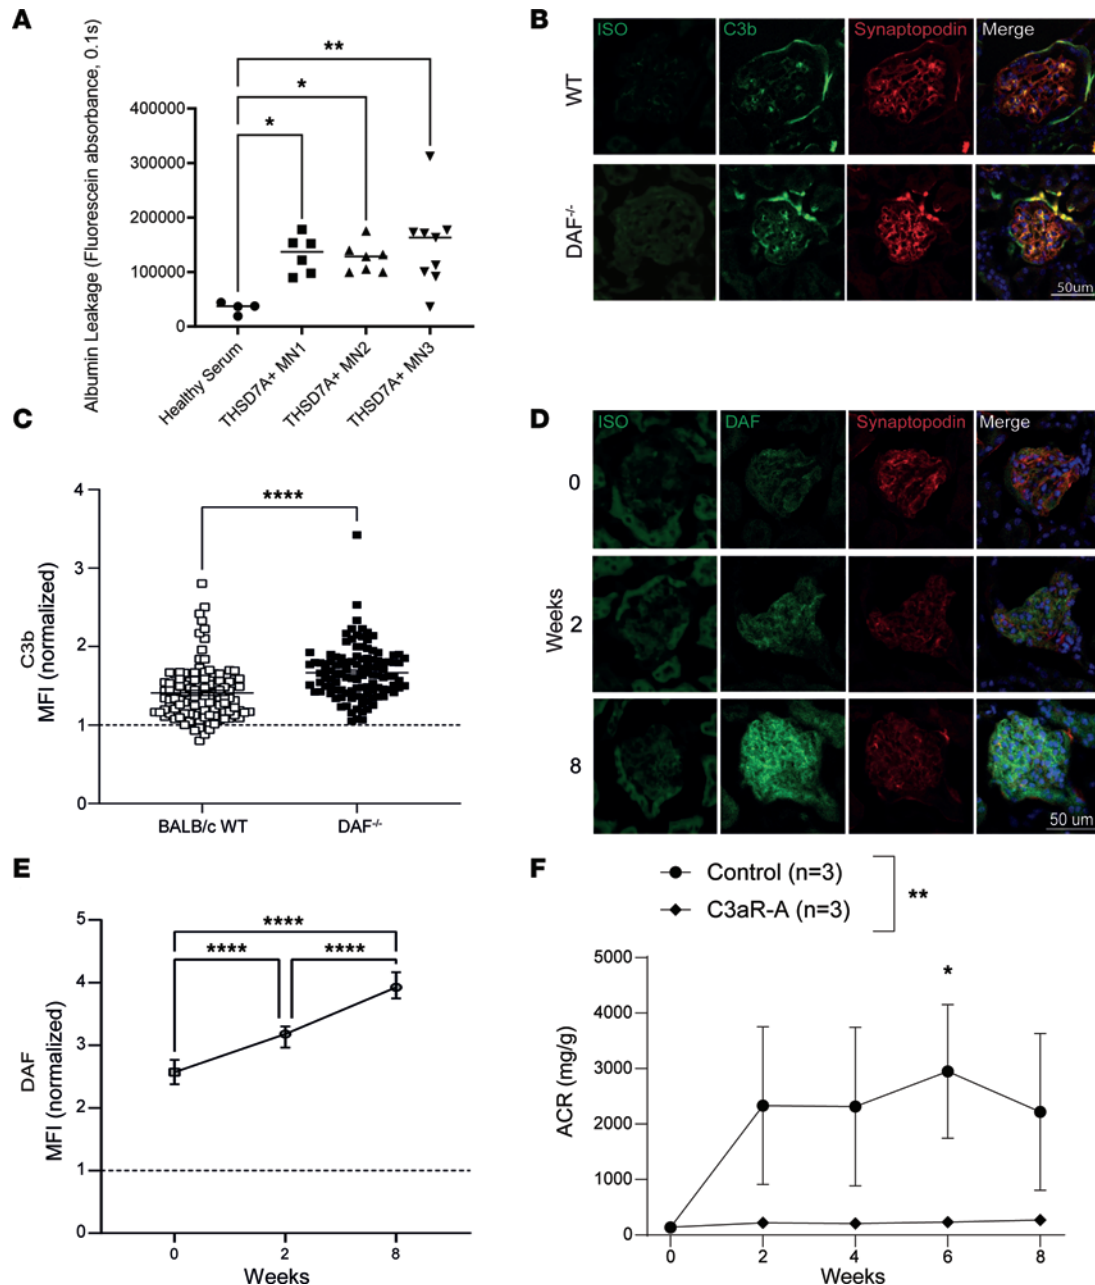 A
Albumin Leakage (Fluorescein absorbance, 0.1s)
400000
300000
200000
100000
0
**
*
*
Healthy Serum
THSD7A+ MN1
THSD7A+ MN2
THSD7A+ MN3
B
ISO
C3b
Synaptopodin
Merge
WT
DAF-/-
50um
C
C3b
MFI (normalized)
4
3
2
1
0
****
BALB/c WT
DAF-/-
D
ISO
DAF
Synaptopodin
Merge
Weeks
0
2
8
50 um
E
DAF
MFI (normalized)
5
4
3
2
1
0
****
****
****
0
2
8
Weeks
F
Control (n=3)
C3aR-A (n=3)
**
ACR (mg/g)
5000
4000
3000
2000
1000
0
*
0
2
4
6
8
Weeks